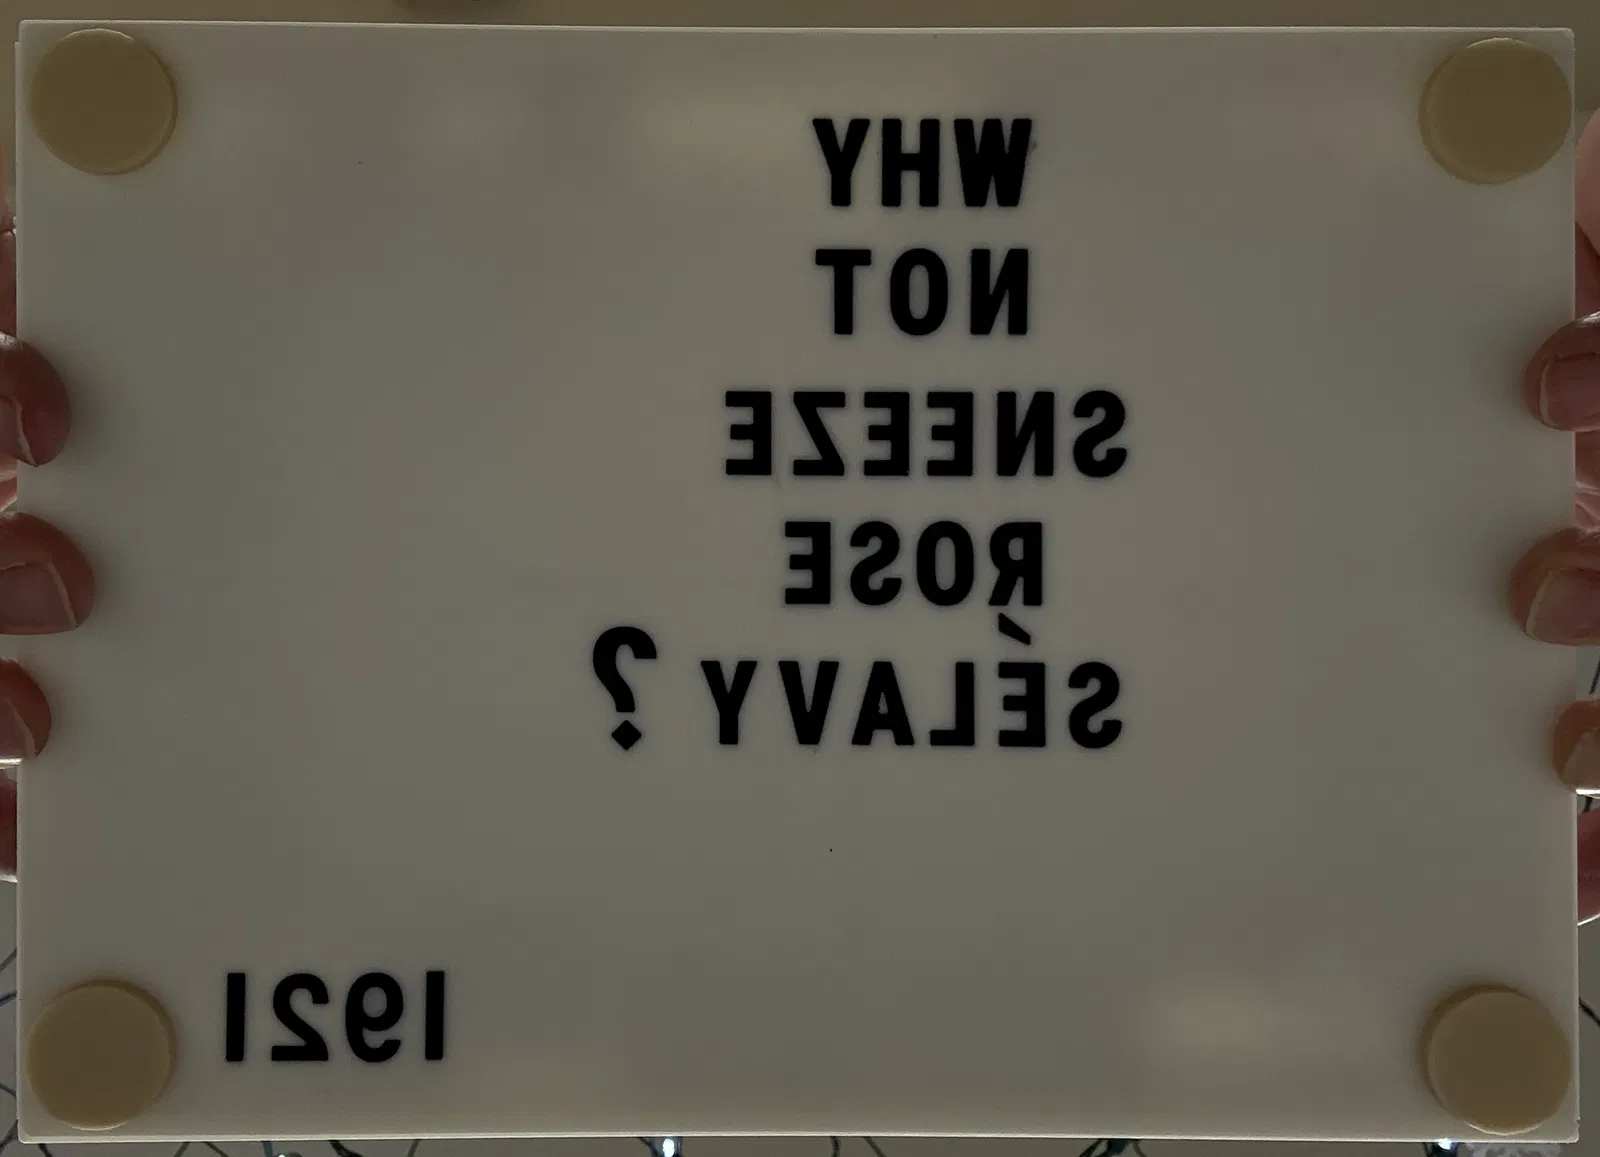 WHY
NOT
SNEEZE
ROSE
SÉLAVY ?
1921